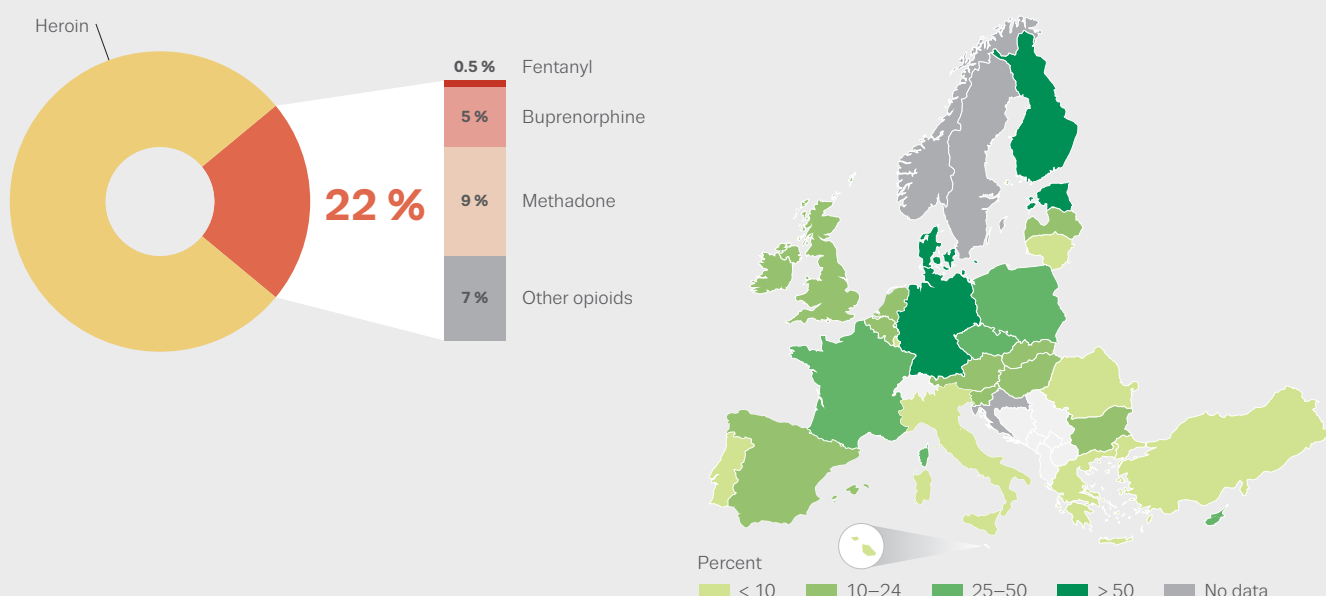 Heroin
22 %
0.5 % Fentanyl
5 % Buprenorphine
9 % Methadone
7 % Other opioids
Percent
< 10 10–24 25–50 > 50 No data